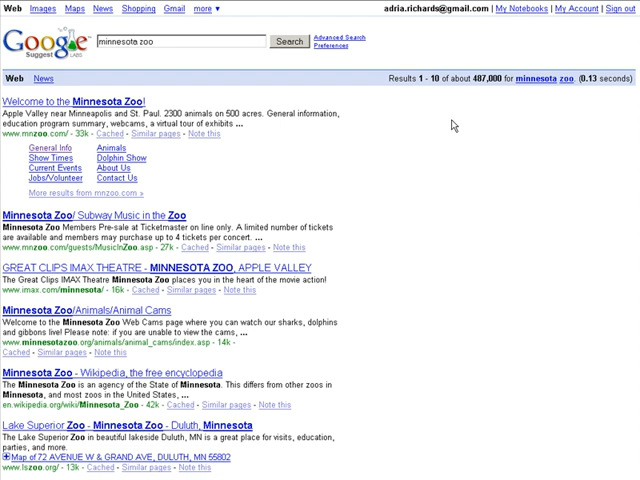 Web Images Maps News Shopping Gmail more ▼ adria.richards@gmail.com | My Notebooks | My Account | Sign out
Google Suggest LABS minnesota zoo Search Advanced Search
Preferences
Web News Results 1 - 10 of about 487,000 for minnesota zoo. (0.13 seconds)
Welcome to the Minnesota Zoo!
Apple Valley near Minneapolis and St. Paul. 2300 animals on 500 acres. General information,
education program summary, webcams, a virtual tour of exhibits ...
www.mnzoo.com/ - 33k - Cached - Similar pages - Note this
General Info Animals
Show Times Dolphin Show
Current Events About Us
Jobs/Volunteer Contact Us
More results from mnzoo.com »
Minnesota Zoo/ Subway Music in the Zoo
Minnesota Zoo Members Pre-sale at Ticketmaster on line only. A limited number of tickets
are available and members may purchase up to 4 tickets per concert. ...
www.mnzoo.com/guests/MusicInZoo.asp - 27k - Cached - Similar pages - Note this
GREAT CLIPS IMAX THEATRE - MINNESOTA ZOO, APPLE VALLEY
The Great Clips IMAX Theatre Minnesota Zoo places you in the heart of the movie action!
www.imax.com/minnesota/ - 16k - Cached - Similar pages - Note this
Minnesota Zoo/Animals/Animal Cams
Welcome to the Minnesota Zoo Web Cams page where you can watch our sharks, dolphins
and gibbons live! Please note: if you are unable to view the cams, ...
www.minnesotazoo.org/animals/animal_cams/index.asp - 14k -
Cached - Similar pages - Note this
Minnesota Zoo - Wikipedia, the free encyclopedia
The Minnesota Zoo is an agency of the State of Minnesota. This differs from other zoos in
Minnesota, and most zoos in the United States, ...
en.wikipedia.org/wiki/Minnesota_Zoo - 42k - Cached - Similar pages - Note this
Lake Superior Zoo - Minnesota Zoo - Duluth, Minnesota
The Lake Superior Zoo in beautiful lakeside Duluth, MN is a great place for visits, education,
parties, and more.
Map of 72 AVENUE W & GRAND AVE, DULUTH, MN 55802
www.lszoo.org/ - 13k - Cached - Similar pages - Note this